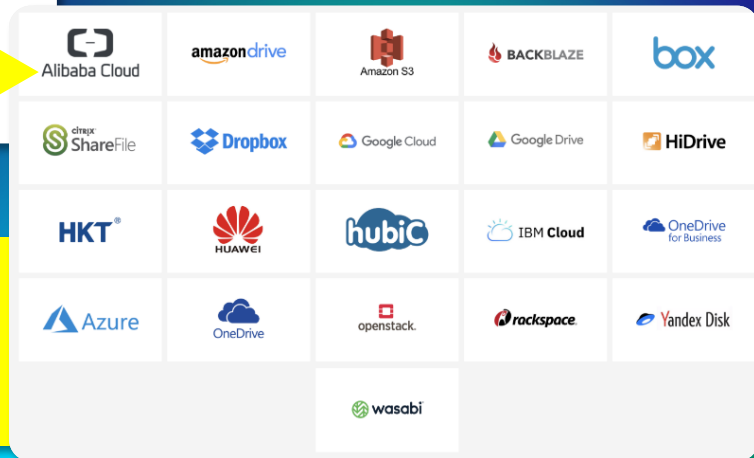 Alibaba Cloud
amazondrive
Amazon S3
BACKBLAZE
box
citrix
ShareFile
Dropbox
Google Cloud
Google Drive
HiDrive
HKT®
HUAWEI
hubiC
IBM Cloud
OneDrive
for Business
Azure
OneDrive
openstack.
rackspace.
Yandex Disk
wasabi